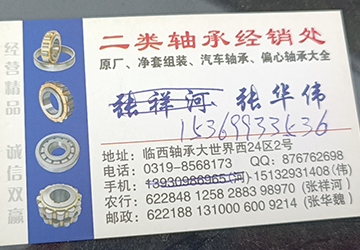 经营精品
诚信双赢
二类轴承经销处
原厂、净套组装、汽车轴承、偏心轴承大全
张祥河 张华伟
15369933536
地址：临西轴承大世界西24区2号
电话：0319-8568173 QQ：876762698
手机：13930988965(河)-15132931408(伟)
农行：622848 1258 2883 98970 (张祥河)
邮政：622188 131000 600 9214 (张华魏)